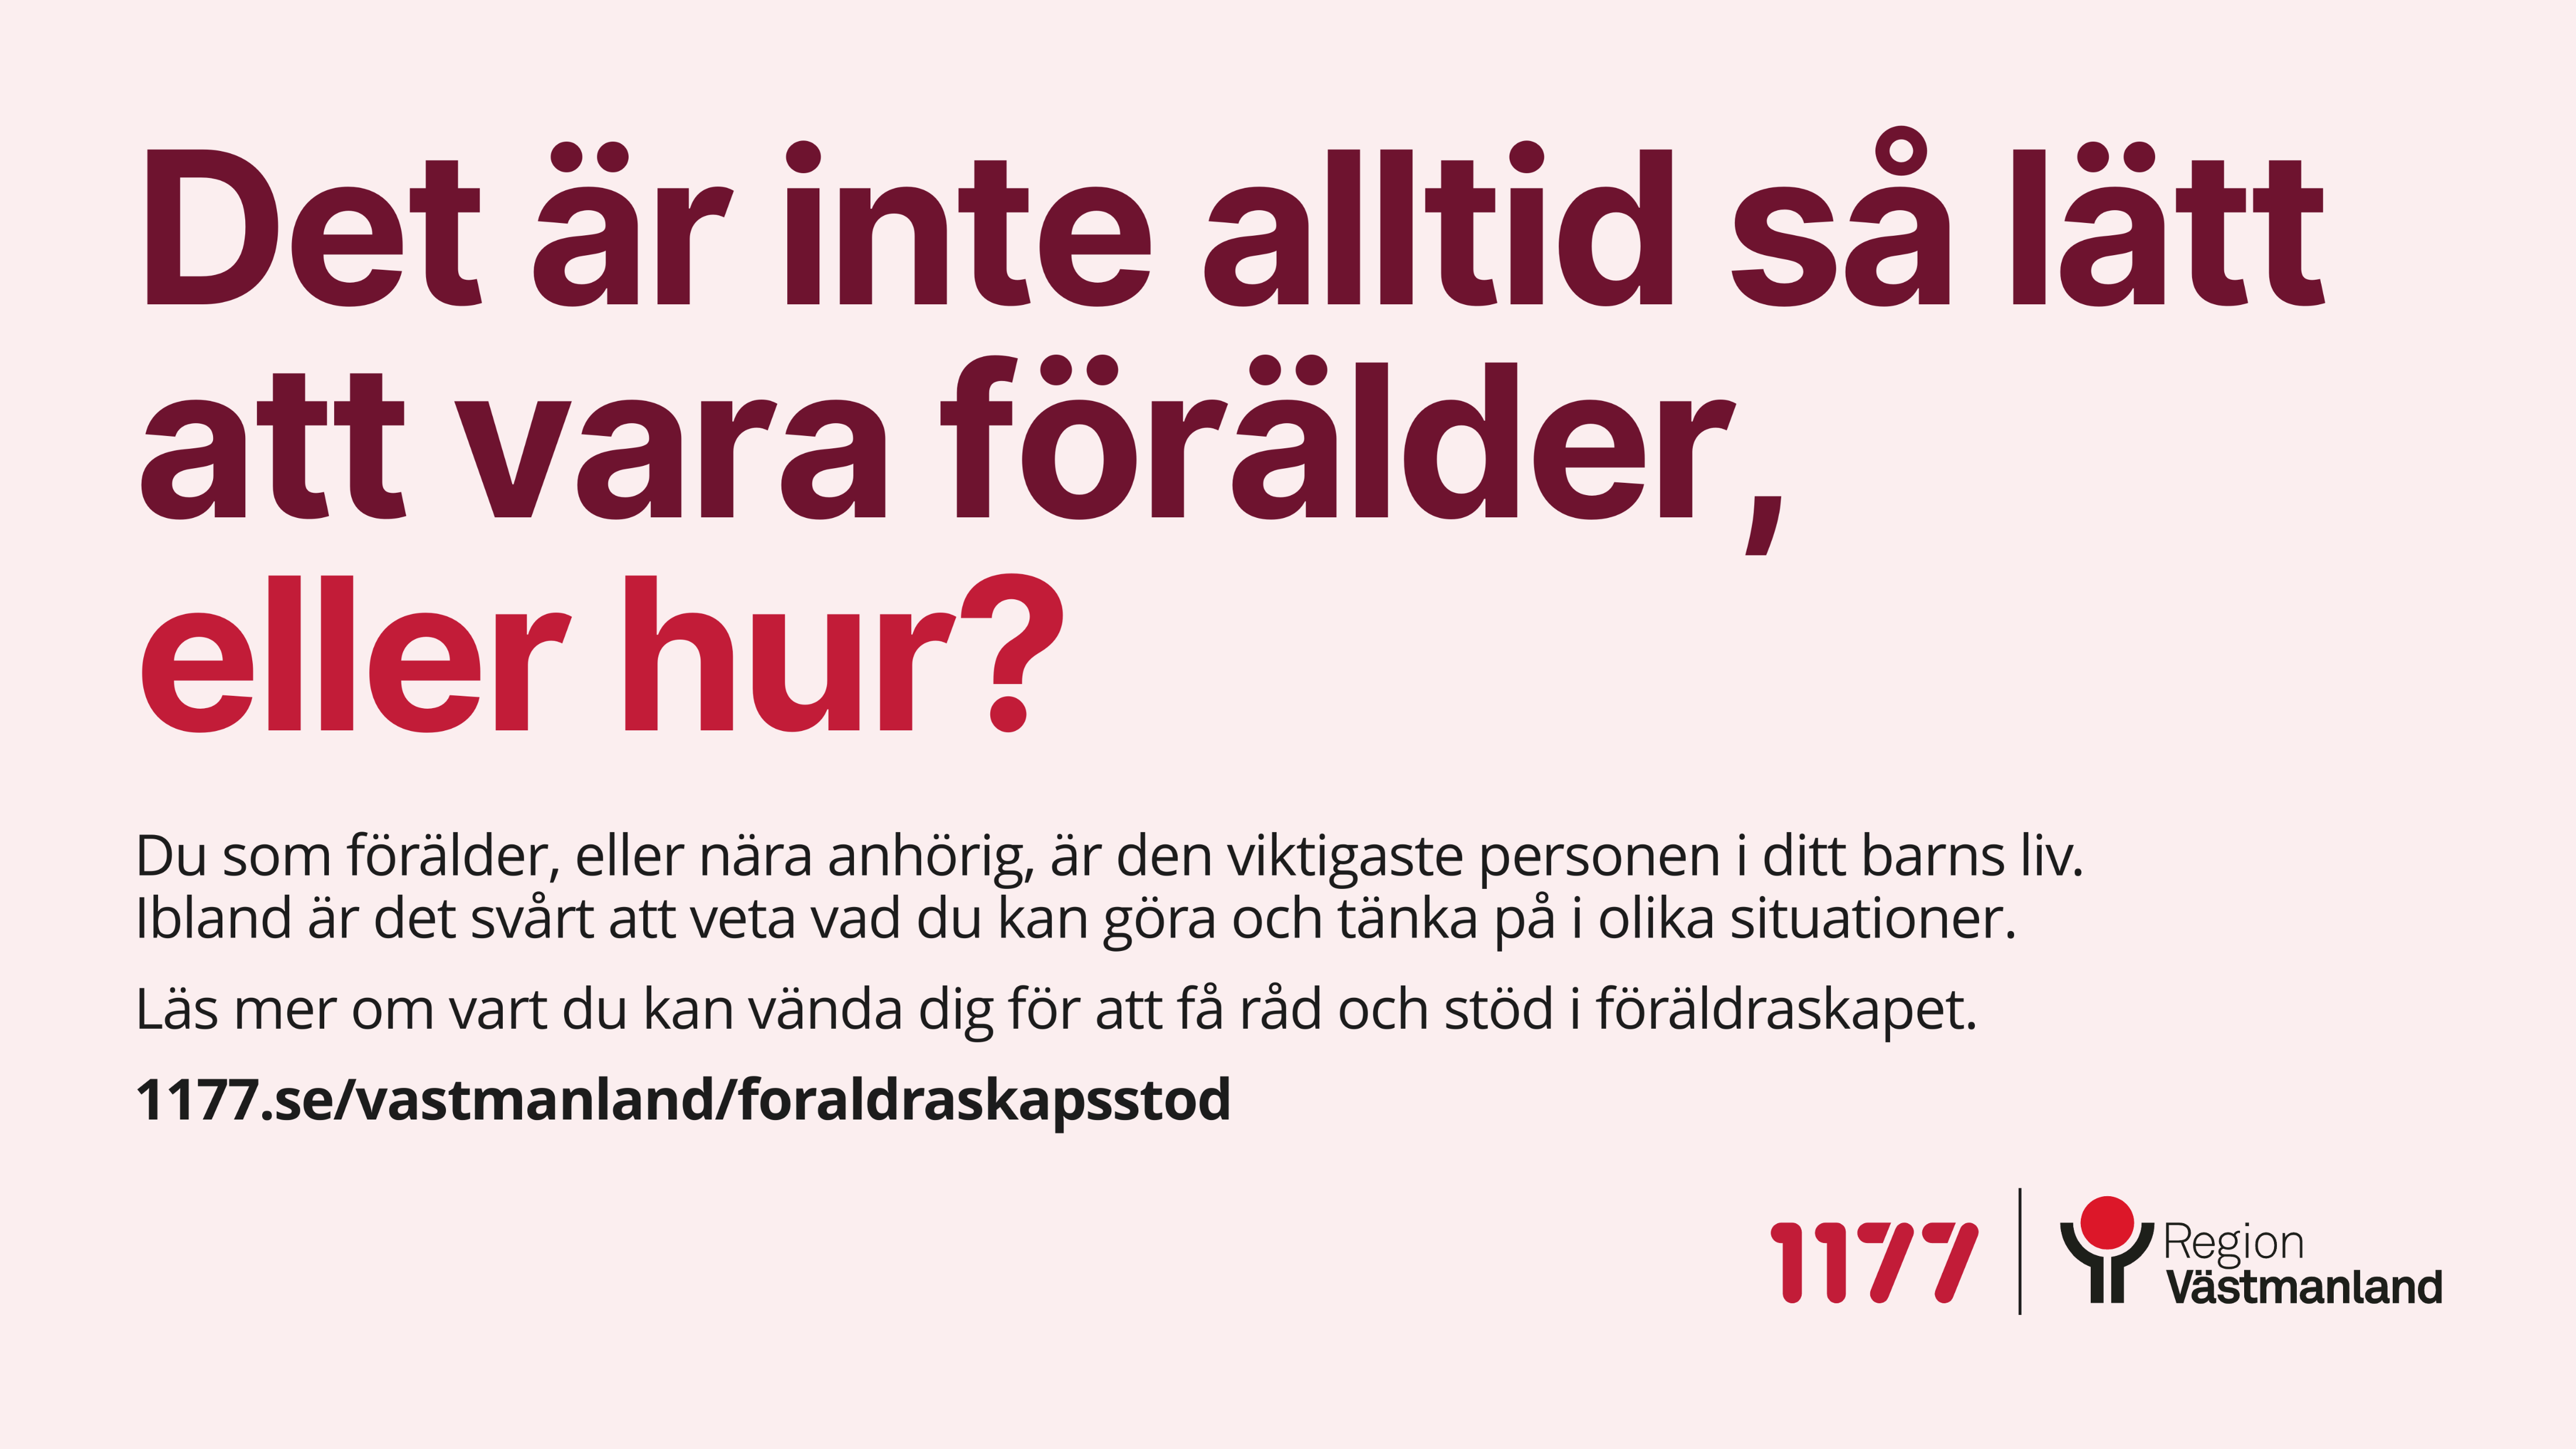 Det är inte alltid så lätt
att vara förälder,
eller hur?
Du som förälder, eller nära anhörig, är den viktigaste personen i ditt barns liv.
Ibland är det svårt att veta vad du kan göra och tänka på i olika situationer.
Läs mer om vart du kan vända dig för att få råd och stöd i föräldraskapet.
1177.se/vastmanland/foraldraskapsstod
1177
Region
Västmanland